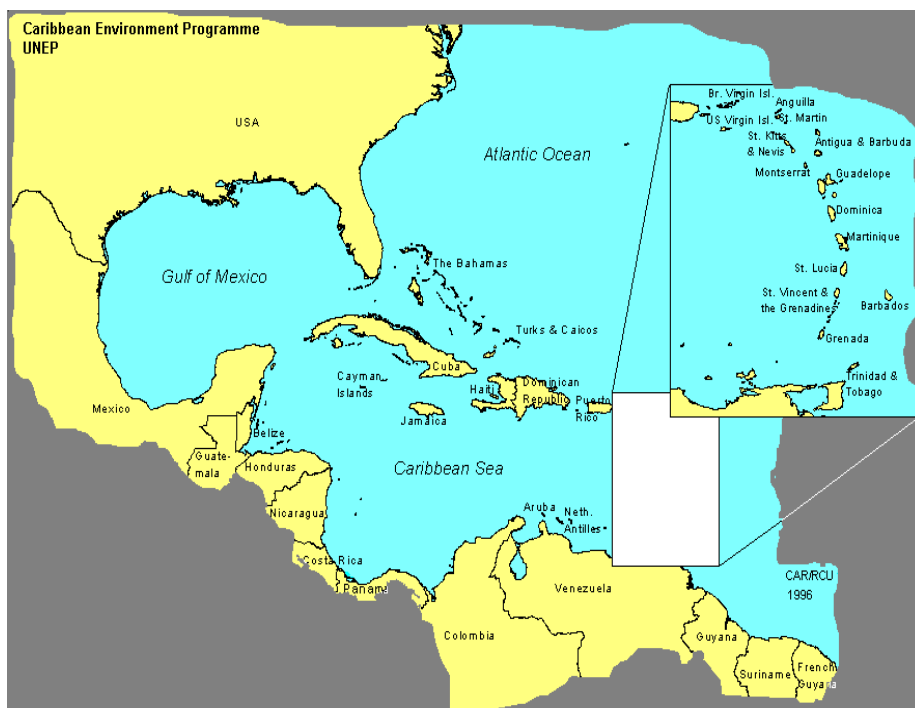 Caribbean Environment Programme
UNEP
USA
Atlantic Ocean
Br. Virgin Isl.
Anguilla
US Virgin Isl.
St. Martin
St. Kitts
& Nevis
Antigua & Barbuda
Montserrat
Guadelope
Dominica
Martinique
St. Lucia
St. Vincent &
the Grenadines
Barbados
Grenada
Trinidad &
Tobago
Gulf of Mexico
The Bahamas
Turks & Caicos
Cuba
Cayman
Islands
Haiti
Dominican
Republic
Puerto
Rico
Jamaica
Mexico
Belize
Guate-
mala
Honduras
Caribbean Sea
Nicaragua
Aruba
Neth.
Antilles
Costa Rica
Panama
Venezuela
Colombia
CAR/RCU
1996
Guyana
Suriname
French
Guyana